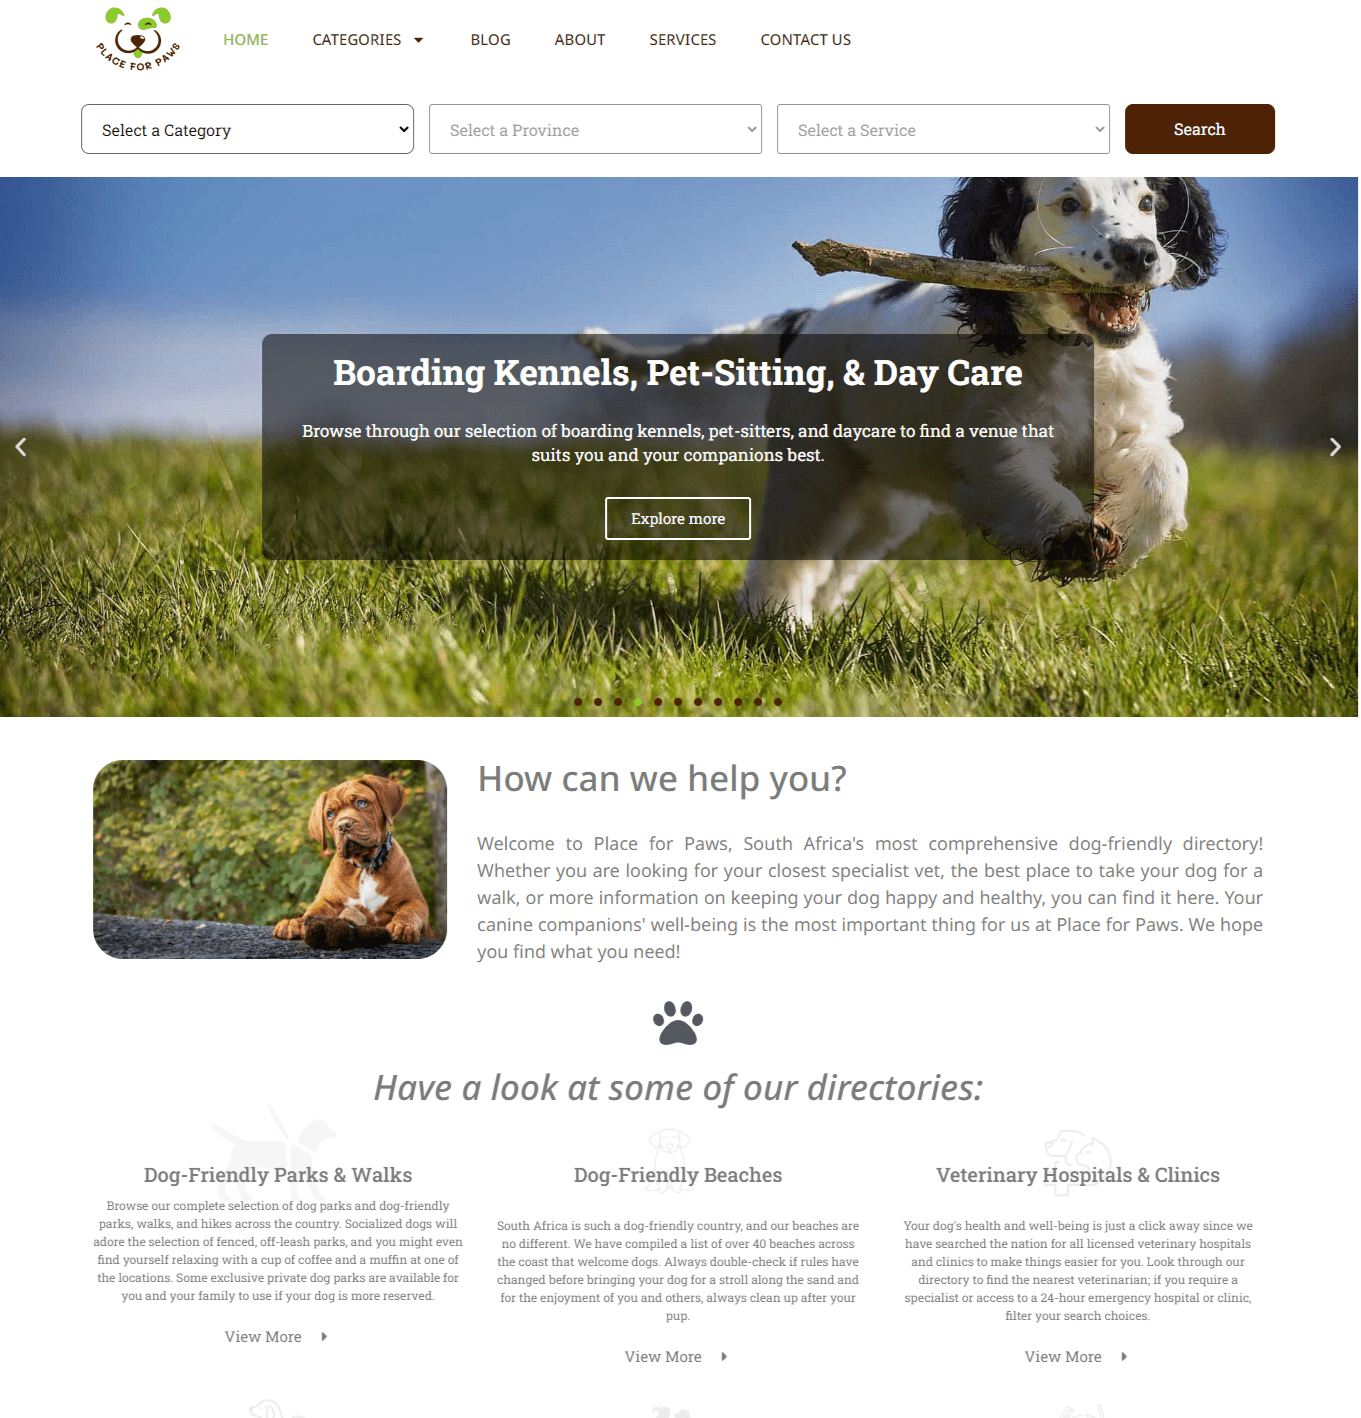 PLACE FOR PAWS
HOME
CATEGORIES
BLOG
ABOUT
SERVICES
CONTACT US
Select a Category
Select a Province
Select a Service
Search
Boarding Kennels, Pet-Sitting, & Day Care
Browse through our selection of boarding kennels, pet-sitters, and daycare to find a venue that
suits you and your companions best.
Explore more
How can we help you?
Welcome to Place for Paws, South Africa's most comprehensive dog-friendly directory!
Whether you are looking for your closest specialist vet, the best place to take your dog for a
walk, or more information on keeping your dog happy and healthy, you can find it here. Your
canine companions' well-being is the most important thing for us at Place for Paws. We hope
you find what you need!
Have a look at some of our directories:
Dog-Friendly Parks & Walks
Browse our complete selection of dog parks and dog-friendly
parks, walks, and hikes across the country. Socialized dogs will
adore the selection of fenced, off-leash parks, and you might even
find yourself relaxing with a cup of coffee and a muffin at one of
the locations. Some exclusive private dog parks are available for
you and your family to use if your dog is more reserved.
View More
Dog-Friendly Beaches
South Africa is such a dog-friendly country, and our beaches are
no different. We have compiled a list of over 40 beaches across
the coast that welcome dogs. Always double-check if rules have
changed before bringing your dog for a stroll along the sand and
for the enjoyment of you and others, always clean up after your
pup.
View More
Veterinary Hospitals & Clinics
Your dog's health and well-being is just a click away since we
have searched the nation for all licensed veterinary hospitals
and clinics to make things easier for you. Look through our
directory to find the nearest veterinarian; if you require a
specialist or access to a 24-hour emergency hospital or clinic,
filter your search choices.
View More